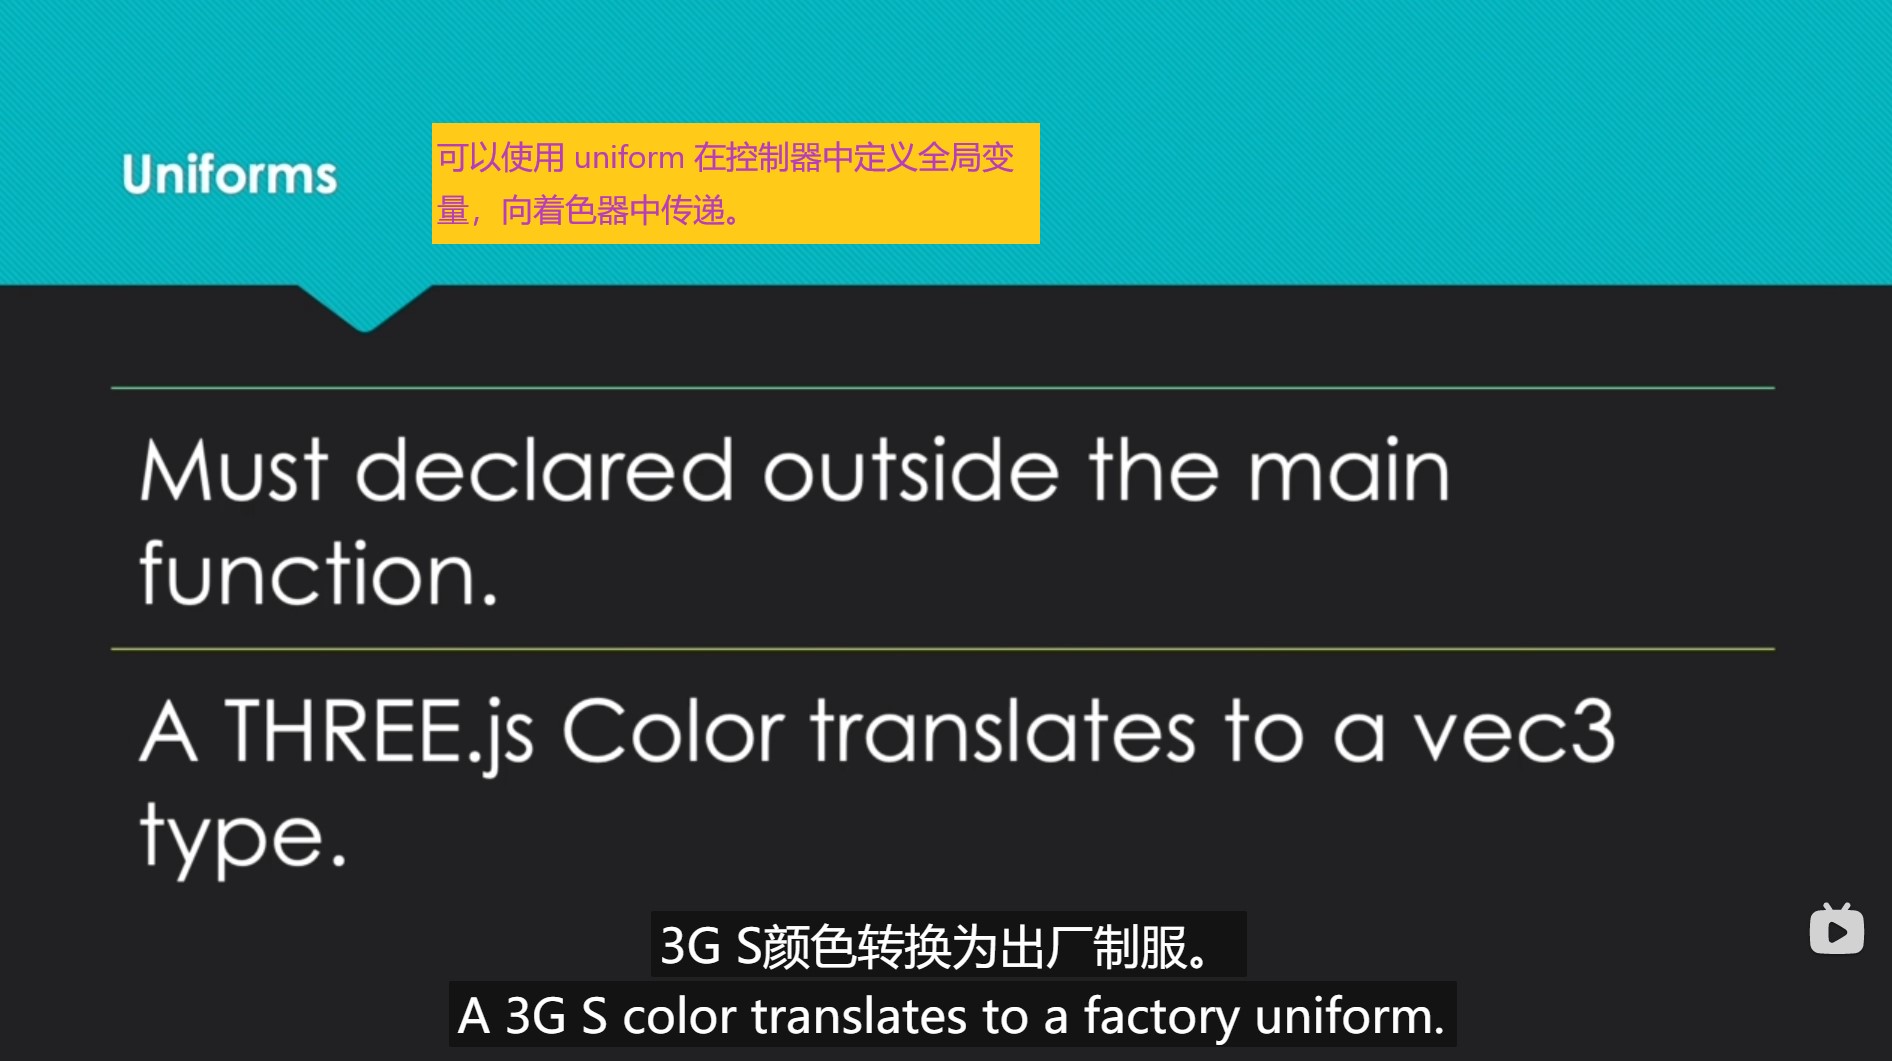 Uniforms
可以使用 uniform 在控制器中定义全局变
量，向着色器中传递。
Must declared outside the main
function.
A THREE.js Color translates to a vec3
type.
3G S颜色转换为出厂制服。
A 3G S color translates to a factory uniform.